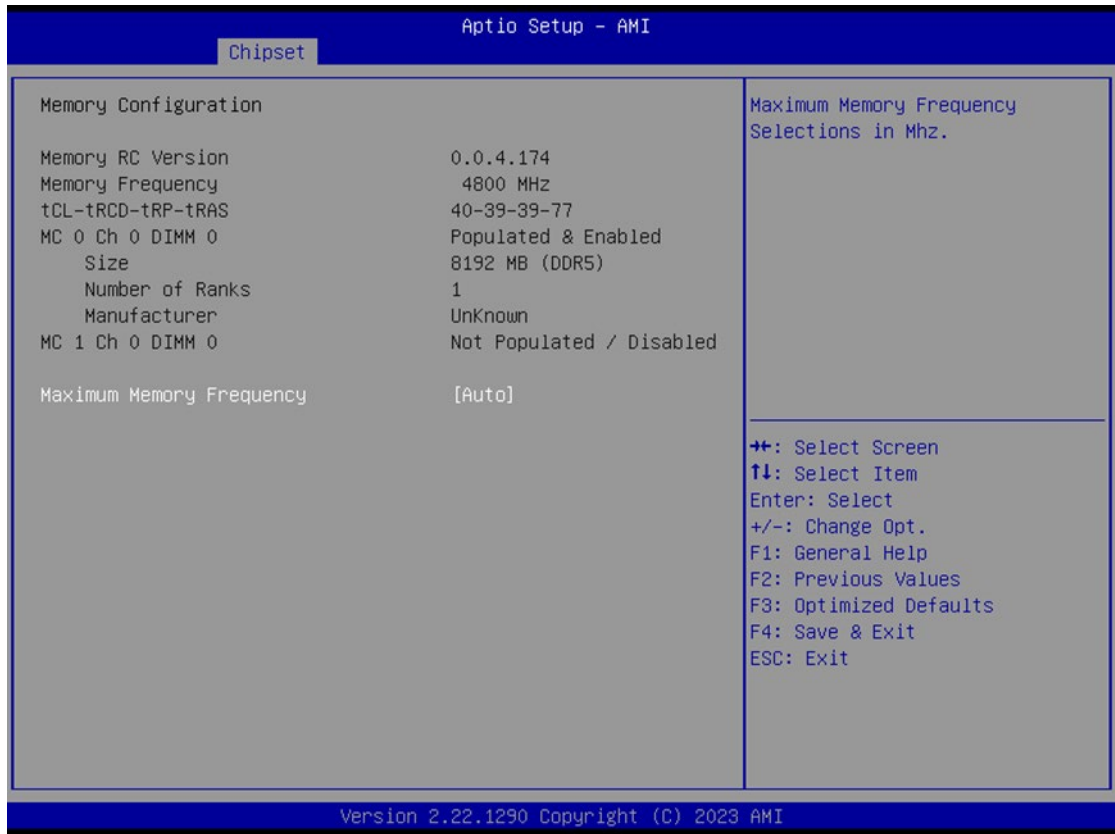 Aptio Setup – AMI
Chipset
Memory Configuration
Memory RC Version 0.0.4.174
Memory Frequency 4800 MHz
tCL-tRCD-tRP-tRAS 40-39-39-77
MC 0 Ch 0 DIMM 0 Populated & Enabled
Size 8192 MB (DDR5)
Number of Ranks 1
Manufacturer UnKnown
MC 1 Ch 0 DIMM 0 Not Populated / Disabled
Maximum Memory Frequency [Auto]
Maximum Memory Frequency
Selections in Mhz.
→←: Select Screen
↑↓: Select Item
Enter: Select
+/-: Change Opt.
F1: General Help
F2: Previous Values
F3: Optimized Defaults
F4: Save & Exit
ESC: Exit
Version 2.22.1290 Copyright (C) 2023 AMI